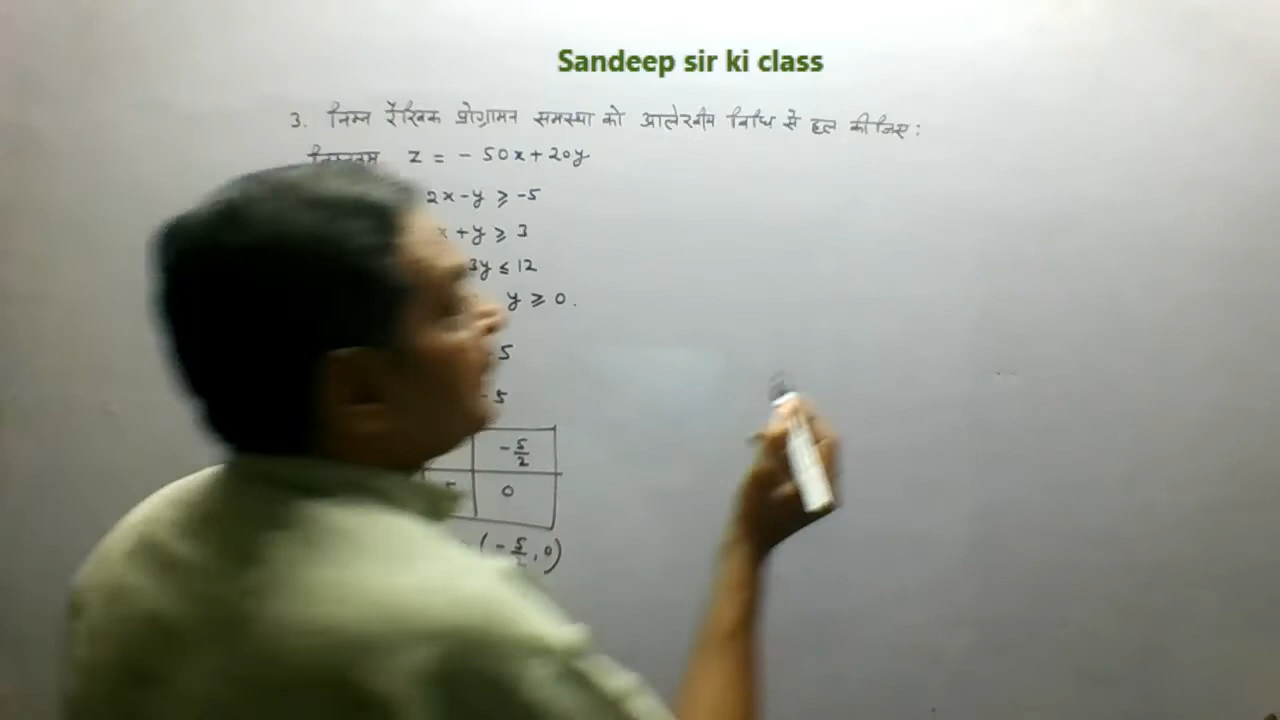 Sandeep sir ki class
3. निम्न रैखिक प्रोग्रामन समस्या को आलेखीय विधि से हल कीजिए :
z = - 50x + 20y
2x - y ≥ -5
x + y ≥ 3
3y ≤ 12
y ≥ 0.
5
- 5
- 5/2
0
(- 5/2, 0)